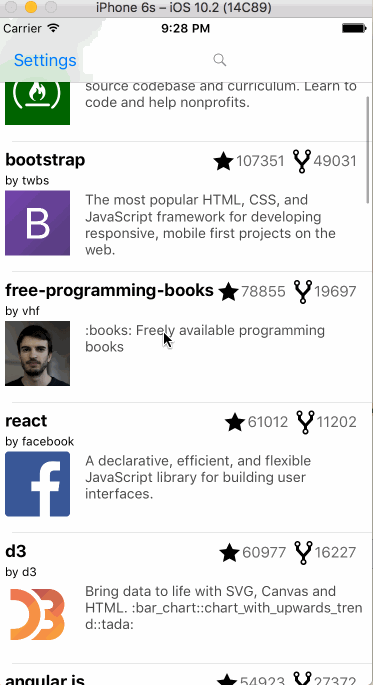 iPhone 6s – iOS 10.2 (14C89)
Carrier 9:28 PM
Settings
source codebase and curriculum. Learn to
code and help nonprofits.
bootstrap 107351 49031
by twbs
B
The most popular HTML, CSS, and
JavaScript framework for developing
responsive, mobile first projects on the
web.
free-programming-books 78855 19697
by vhf
:books: Freely available programming
books
react 61012 11202
by facebook
f
A declarative, efficient, and flexible
JavaScript library for building user
interfaces.
d3 60977 16227
by d3
D3
Bring data to life with SVG, Canvas and
HTML. :bar_chart::chart_with_upwards_tren
d::tada:
angular.js 54923 27372